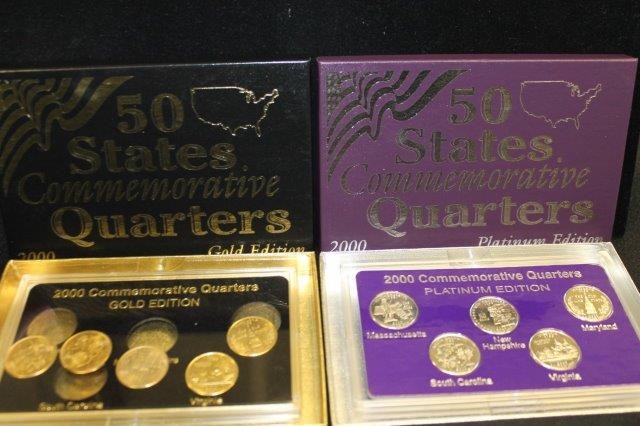 50
States
Commemorative
Quarters
2000
Gold Edition
50
States
Commemorative
Quarters
2000
Platinum Edition
2000 Commemorative Quarters
GOLD EDITION
South Carolina
Virginia
2000 Commemorative Quarters
PLATINUM EDITION
Massachusetts
New
Hampshire
Maryland
South Carolina
Virginia